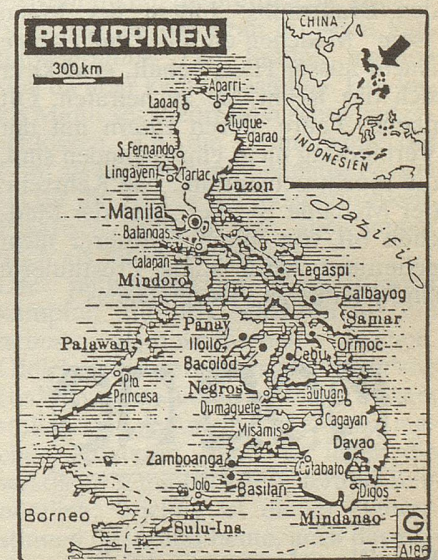 PHILIPPINEN
300 km
CHINA
INDONESIEN
Aparri
Laoag
Tugue-
garao
S.Fernando
Lingayen
Tarlac
Luzon
Pazifik
Manila
Batangas
Legaspi
Calapan
Mindoro
Calbayog
Panay
Samar
Palawan
Iloilo
Ormoc
Bacolod
Cebu
Pto.
Princesa
Negros
Butuan
Dumaguete
Cagayan
Misamis
Davao
Zamboanga
Cotabato
Basilan
Digos
Jolo
Borneo
Mindanao
Sulu-Ins.
G
A186